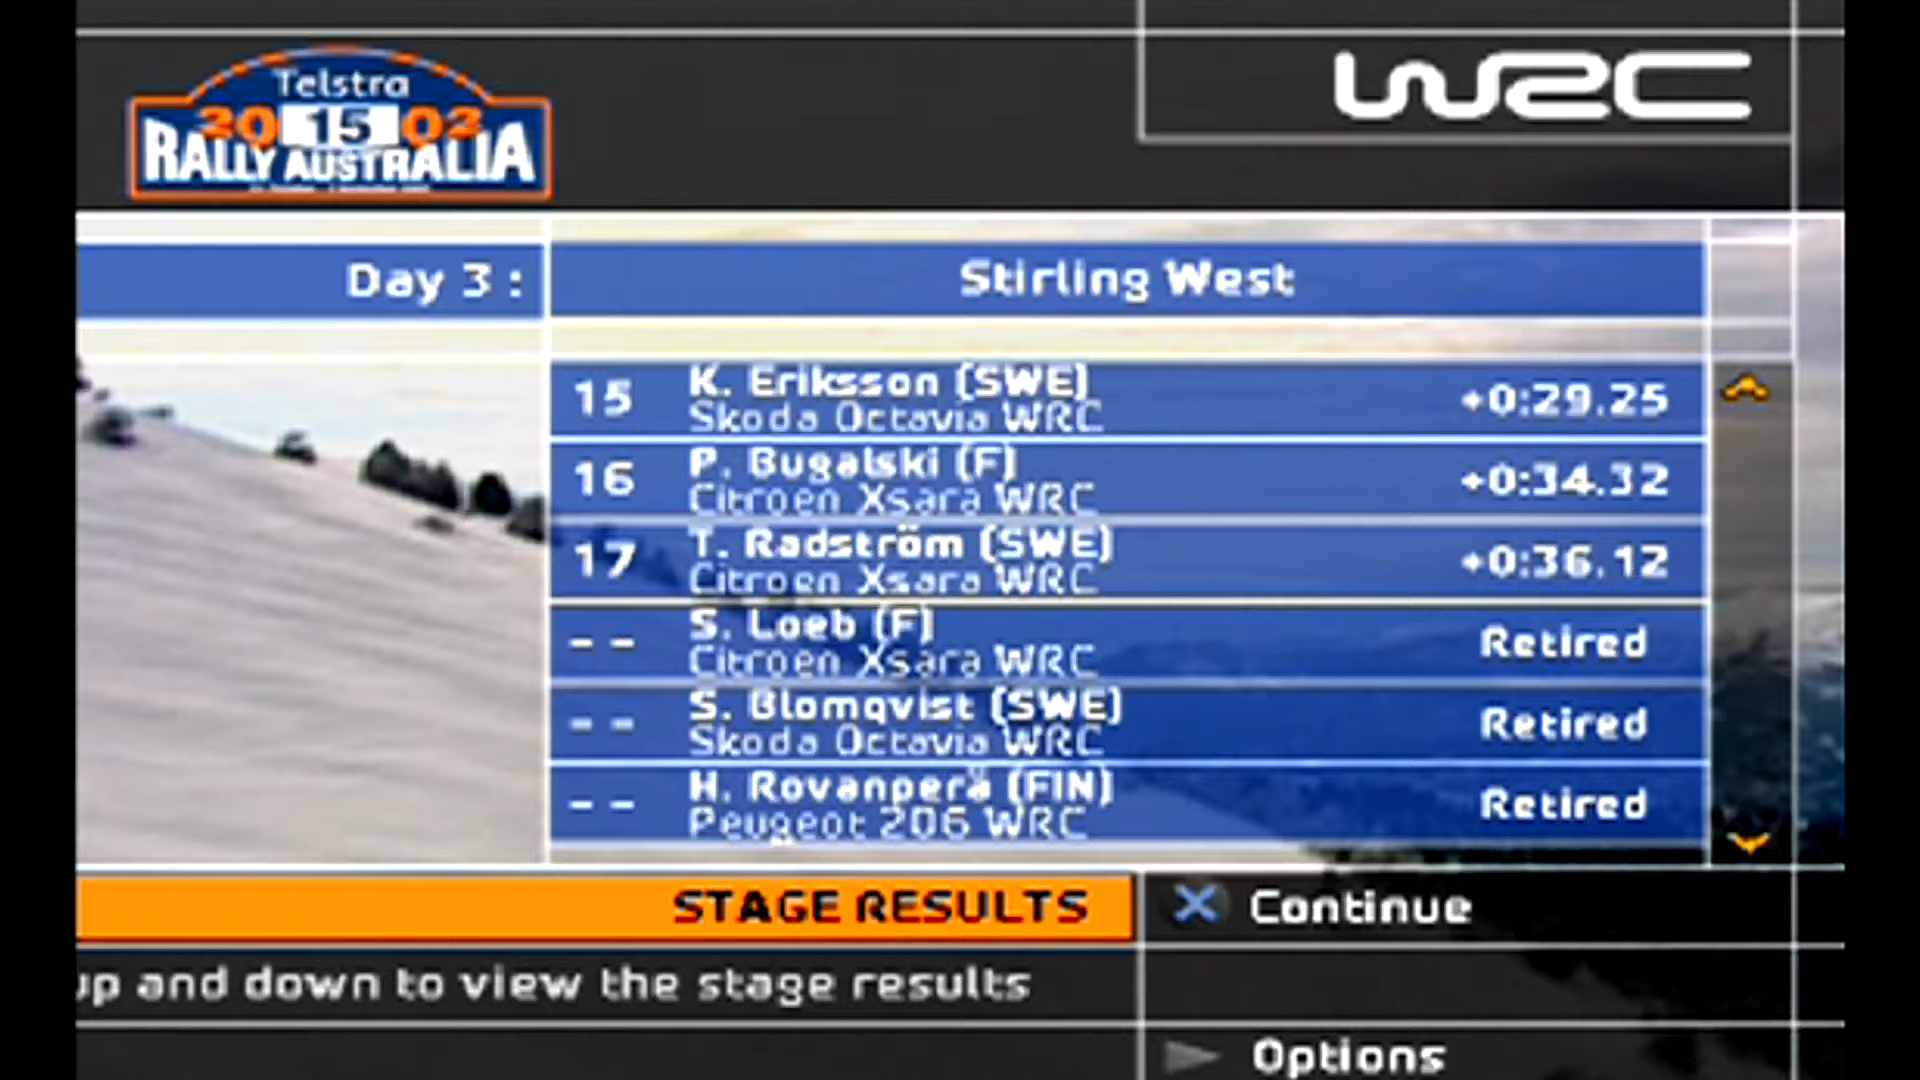 Telstra
20 15 02
RALLY AUSTRALIA
WRC
Day 3 :
Stirling West
15 K. Eriksson (SWE) +0:29.25
Skoda Octavia WRC
16 P. Bugalski (F) +0:34.32
Citroen Xsara WRC
17 T. Radström (SWE) +0:36.12
Citroen Xsara WRC
-- S. Loeb (F) Retired
Citroen Xsara WRC
-- S. Blomqvist (SWE) Retired
Skoda Octavia WRC
-- H. Rovanperä (FIN) Retired
Peugeot 206 WRC
STAGE RESULTS
Continue
up and down to view the stage results
Options